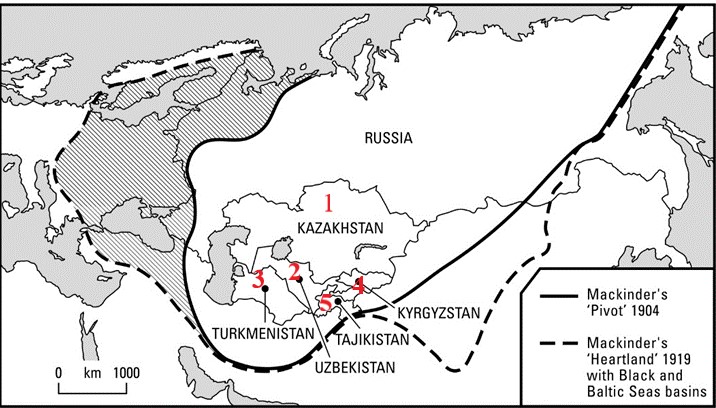 RUSSIA
1
KAZAKHSTAN
2
3
4
5
KYRGYZSTAN
TURKMENISTAN
TAJIKISTAN
UZBEKISTAN
Mackinder's
'Pivot' 1904
Mackinder's
'Heartland' 1919
with Black and
Baltic Seas basins
0 km 1000